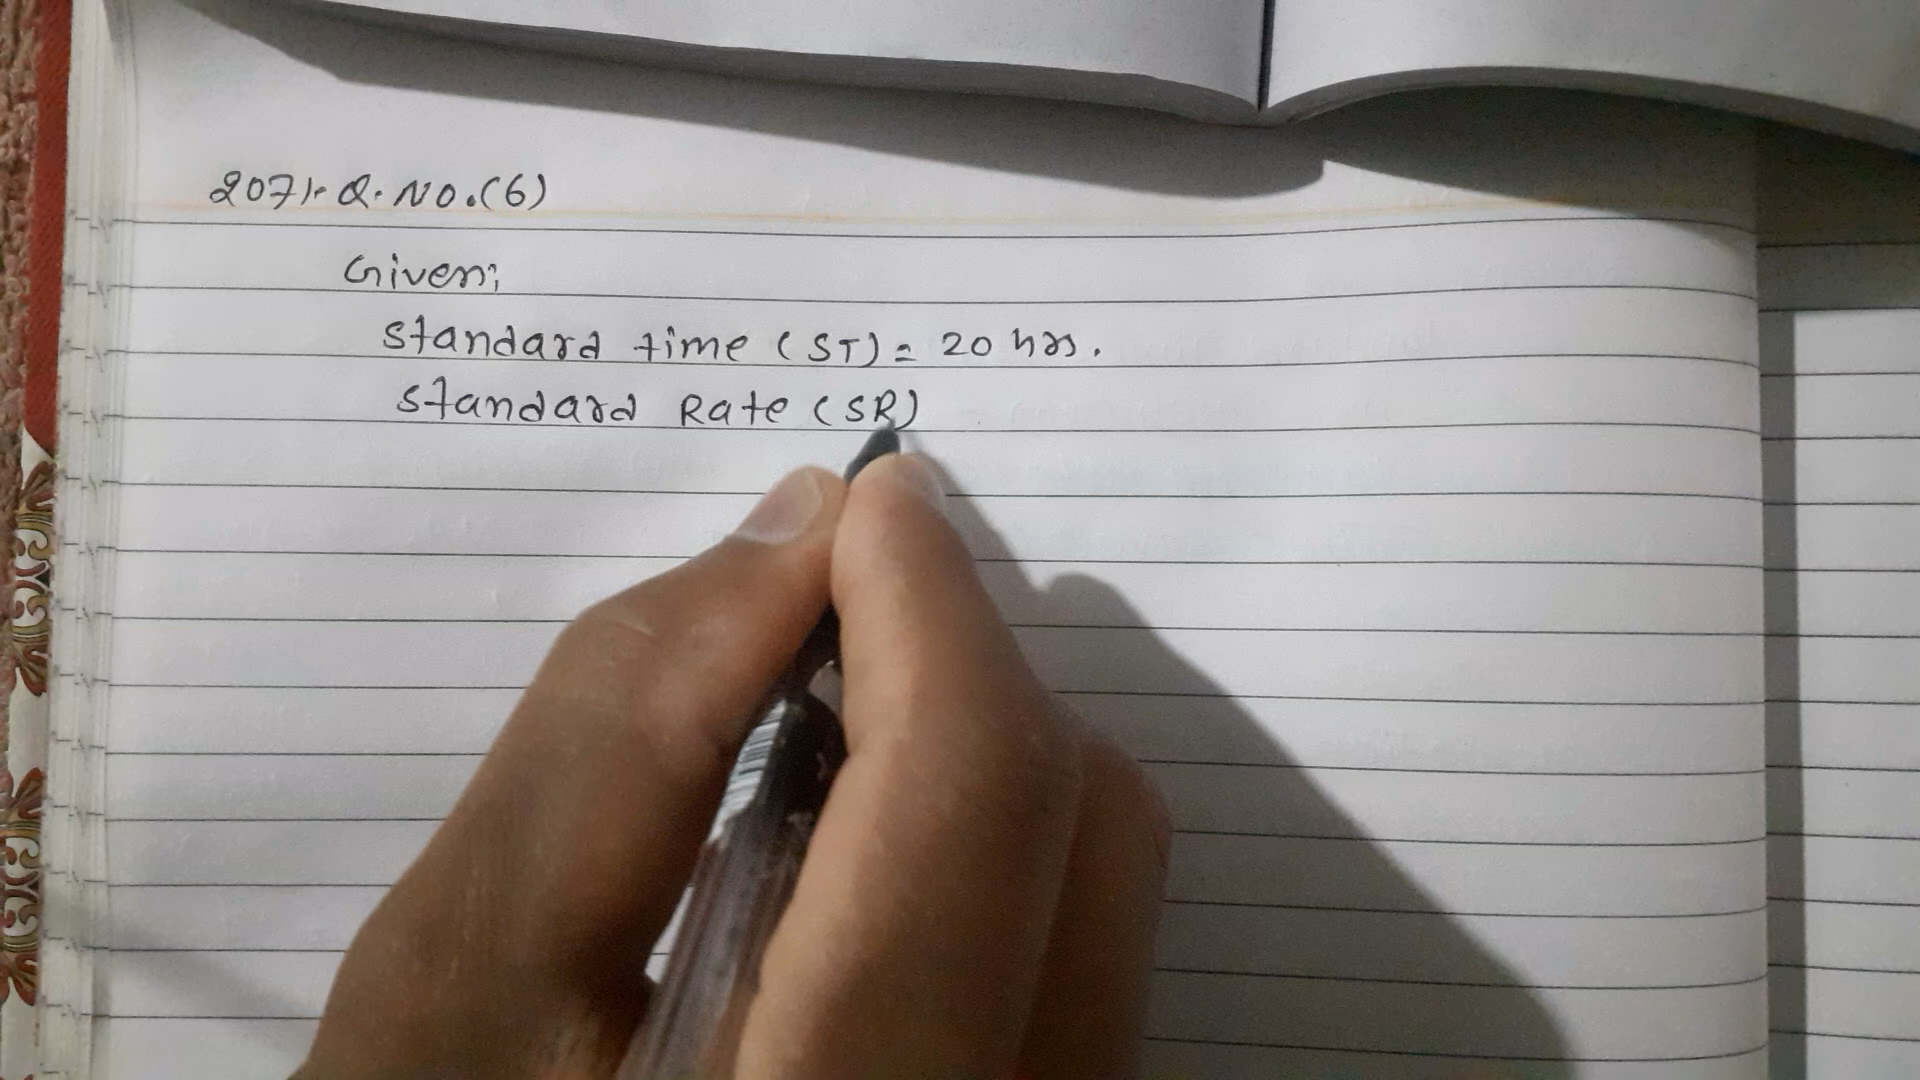 2071. Q. NO.(6)
Given;
standard time (ST) = 20 hrs.
standard Rate (SR)